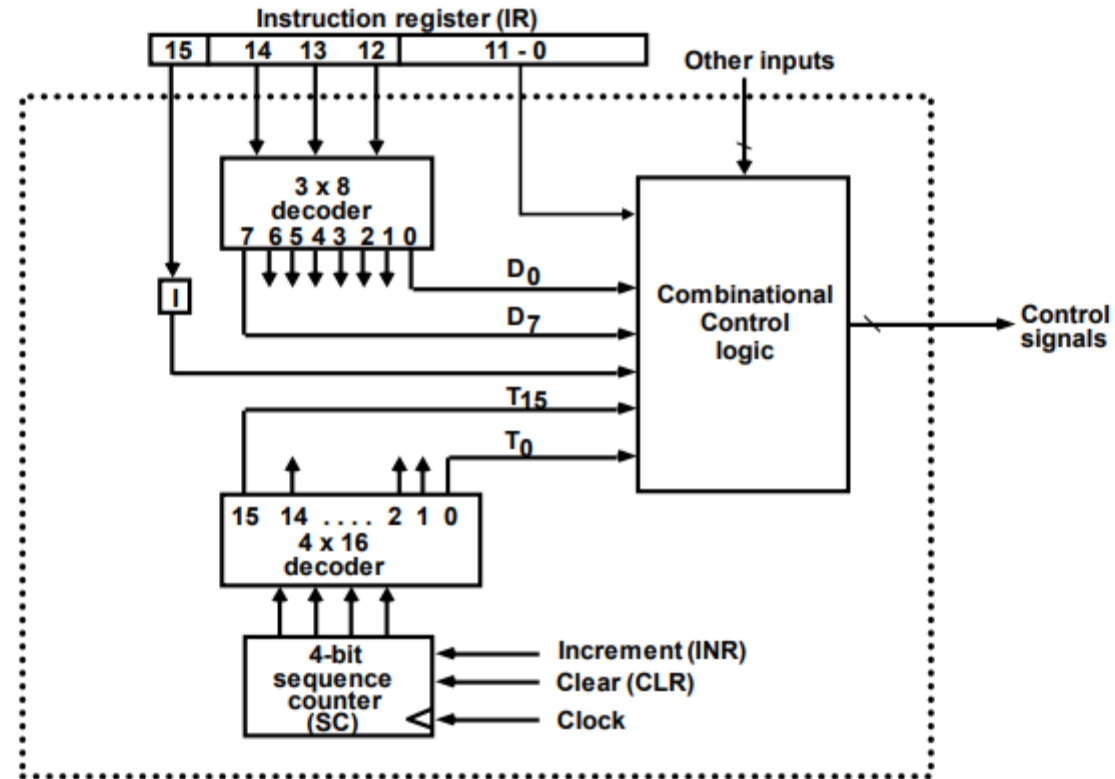 Instruction register (IR)
15 14 13 12 11 - 0
Other inputs
3 x 8
decoder
7 6 5 4 3 2 1 0
D0
I
D7
Combinational
Control
logic
Control
signals
T15
T0
15 14 . . . . 2 1 0
4 x 16
decoder
4-bit
sequence
counter
(SC)
Increment (INR)
Clear (CLR)
Clock